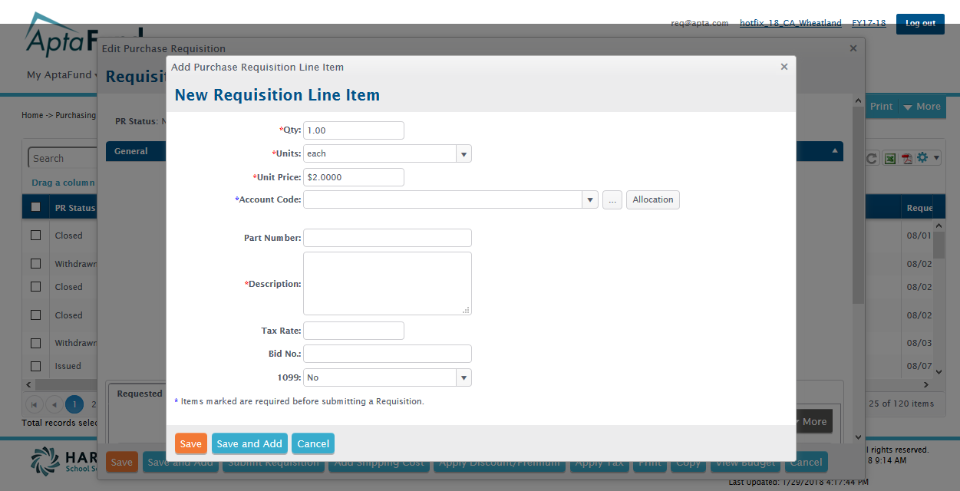 req@apta.com hotfix_18_CA_Wheatland FY17-18 Log out
AptaF
My AptaFund
Edit Purchase Requisition
Add Purchase Requisition Line Item
New Requisition Line Item
Home -> Purchasing
PR Status:
General
Print More
Search
Drag a column
PR Status Reque
Closed 08/01
Withdrawn 08/02
Closed 08/02
Closed 08/02
Withdrawn 08/03
Issued 08/07
*Qty: 1.00
*Units: each
*Unit Price: $2.0000
*Account Code: ... Allocation
Part Number:
*Description:
Tax Rate:
Bid No.:
1099: No
* Items marked are required before submitting a Requisition.
Save Save and Add Cancel
Requested
More
1 2
25 of 120 items
Total records selec
HAR
School S
Save Save and Add Submit Requisition Add Shipping Cost Apply Discount/Premium Apply Tax Print Copy View Budget Cancel
l rights reserved.
8 9:14 AM
Last Updated: 1/29/2018 4:17:44 PM